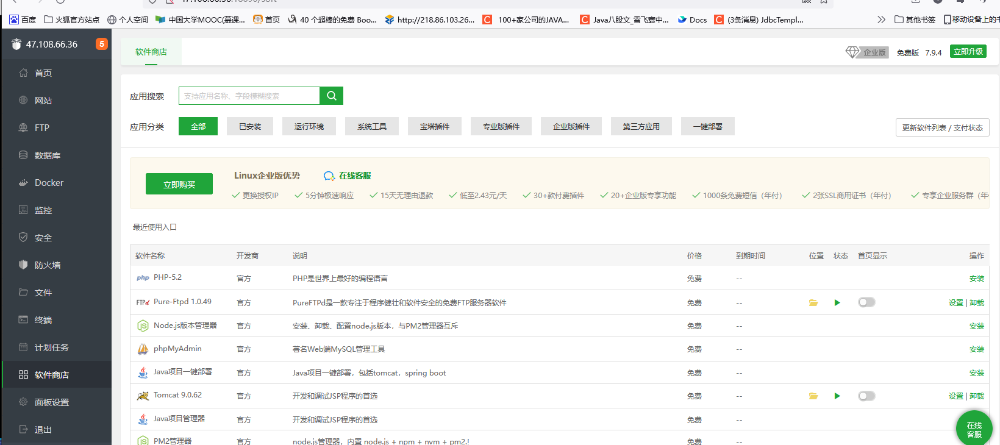 百度 火狐官方站点 个人空间 中国大学MOOC(慕课... 首页 40 个超棒的免费 Boo... http://218.86.103.26... 100+家公司的JAVA... Java八股文_雪飞寰中... Docs (3条消息) JdbcTempl... 其他书签 移动设备上的书
47.108.66.36 5
首页
网站
FTP
数据库
Docker
监控
安全
防火墙
文件
终端
计划任务
软件商店
面板设置
退出
软件商店 企业版 免费版 7.9.4 立即升级
应用搜索 支持应用名称、字段模糊搜索
应用分类 全部 已安装 运行环境 系统工具 宝塔插件 专业版插件 企业版插件 第三方应用 一键部署 更新软件列表 / 支付状态
立即购买 Linux企业版优势 在线客服
更换授权IP 5分钟极速响应 15天无理由退款 低至2.43元/天 30+款付费插件 20+企业版专享功能 1000条免费短信（年付） 2张SSL商用证书（年付） 专享企业服务群（年
最近使用入口
软件名称 开发商 说明 价格 到期时间 位置 状态 首页显示 操作
php PHP-5.2 官方 PHP是世界上最好的编程语言 免费 -- 安装
FTPd Pure-Ftpd 1.0.49 官方 PureFTPd是一款专注于程序健壮和软件安全的免费FTP服务器软件 免费 -- 设置 | 卸载
JS Node.js版本管理器 官方 安装、卸载、配置node.js版本，与PM2管理器互斥 免费 -- 安装
phpMyAdmin 官方 著名Web端MySQL管理工具 免费 -- 安装
Java项目一键部署 官方 Java项目一键部署，包括tomcat，spring boot 免费 -- 安装
Tomcat 9.0.62 官方 开发和调试JSP程序的首选 免费 -- 设置 | 卸载
Java项目管理器 官方 开发和调试JSP程序的首选 免费 --
JS PM2管理器 官方 node.js管理器，内置 node.js + npm + nvm + pm2.! 免费 --
在线
客服